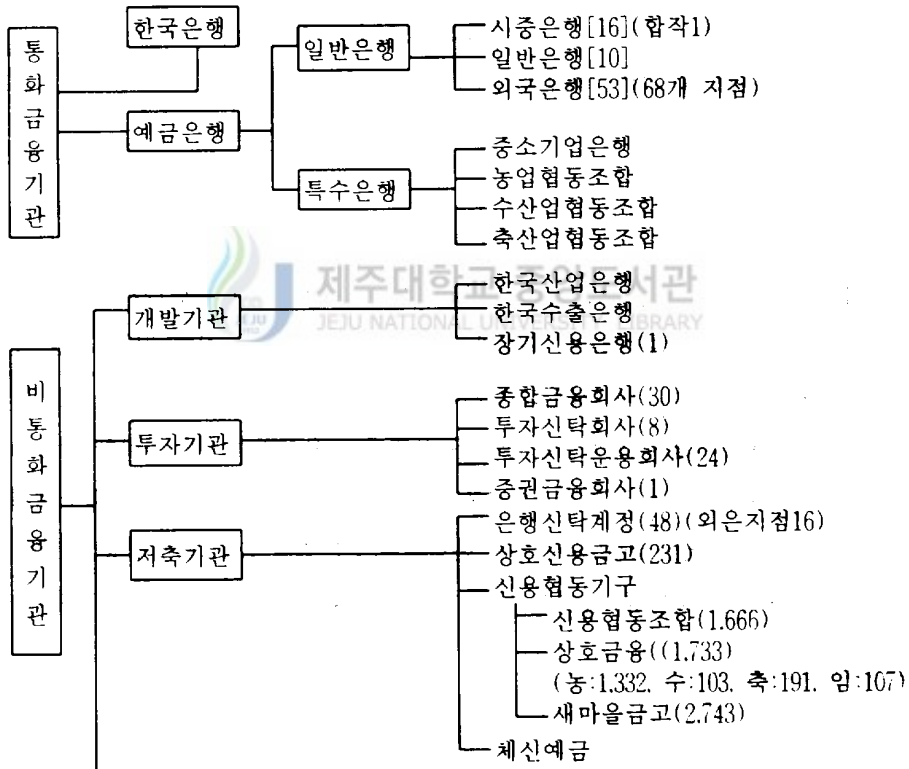 통화금융기관
한국은행
예금은행
일반은행
시중은행[16](합작1)
일반은행[10]
외국은행[53](68개 지점)
특수은행
중소기업은행
농업협동조합
수산업협동조합
축산업협동조합
제주대학교 중앙도서관
JEJU NATIONAL UNIVERSITY LIBRARY
비통화금융기관
개발기관
한국산업은행
한국수출은행
장기신용은행(1)
투자기관
종합금융회사(30)
투자신탁회사(8)
투자신탁운용회사(24)
증권금융회사(1)
저축기관
은행신탁계정(48)(외은지점16)
상호신용금고(231)
신용협동기구
신용협동조합(1.666)
상호금융((1.733)
(농:1.332. 수:103. 축:191. 임:107)
새마을금고(2.743)
체신예금